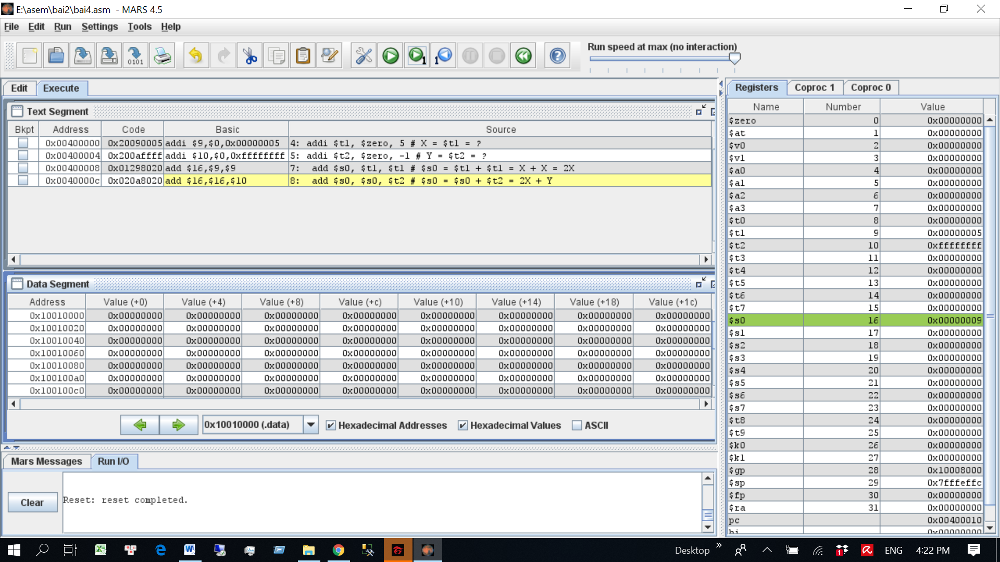 E:\asem\bai2\bai4.asm - MARS 4.5
File Edit Run Settings Tools Help
Run speed at max (no interaction)
Edit Execute
Text Segment
Bkpt Address Code Basic Source
0x00400000 0x20090005 addi $9,$0,0x00000005 4: addi $t1, $zero, 5 # X = $t1 = ?
0x00400004 0x200affff addi $10,$0,0xffffffff 5: addi $t2, $zero, -1 # Y = $t2 = ?
0x00400008 0x01298020 add $16,$9,$9 7: add $s0, $t1, $t1 # $s0 = $t1 + $t1 = X + X = 2X
0x0040000c 0x020a8020 add $16,$16,$10 8: add $s0, $s0, $t2 # $s0 = $s0 + $t2 = 2X + Y
Data Segment
Address Value (+0) Value (+4) Value (+8) Value (+c) Value (+10) Value (+14) Value (+18) Value (+1c)
0x10010000 0x00000000 0x00000000 0x00000000 0x00000000 0x00000000 0x00000000 0x00000000 0x00000000
0x10010020 0x00000000 0x00000000 0x00000000 0x00000000 0x00000000 0x00000000 0x00000000 0x00000000
0x10010040 0x00000000 0x00000000 0x00000000 0x00000000 0x00000000 0x00000000 0x00000000 0x00000000
0x10010060 0x00000000 0x00000000 0x00000000 0x00000000 0x00000000 0x00000000 0x00000000 0x00000000
0x10010080 0x00000000 0x00000000 0x00000000 0x00000000 0x00000000 0x00000000 0x00000000 0x00000000
0x100100a0 0x00000000 0x00000000 0x00000000 0x00000000 0x00000000 0x00000000 0x00000000 0x00000000
0x100100c0 0x00000000 0x00000000 0x00000000 0x00000000 0x00000000 0x00000000 0x00000000 0x00000000
0x10010000 (.data) Hexadecimal Addresses Hexadecimal Values ASCII
Mars Messages Run I/O
Clear
Reset: reset completed.
Registers Coproc 1 Coproc 0
Name Number Value
$zero 0 0x00000000
$at 1 0x00000000
$v0 2 0x00000000
$v1 3 0x00000000
$a0 4 0x00000000
$a1 5 0x00000000
$a2 6 0x00000000
$a3 7 0x00000000
$t0 8 0x00000000
$t1 9 0x00000005
$t2 10 0xffffffff
$t3 11 0x00000000
$t4 12 0x00000000
$t5 13 0x00000000
$t6 14 0x00000000
$t7 15 0x00000000
$s0 16 0x00000009
$s1 17 0x00000000
$s2 18 0x00000000
$s3 19 0x00000000
$s4 20 0x00000000
$s5 21 0x00000000
$s6 22 0x00000000
$s7 23 0x00000000
$t8 24 0x00000000
$t9 25 0x00000000
$k0 26 0x00000000
$k1 27 0x00000000
$gp 28 0x10008000
$sp 29 0x7fffeffc
$fp 30 0x00000000
$ra 31 0x00000000
pc 0x00400010
hi 0x00000000
Desktop ENG 4:22 PM